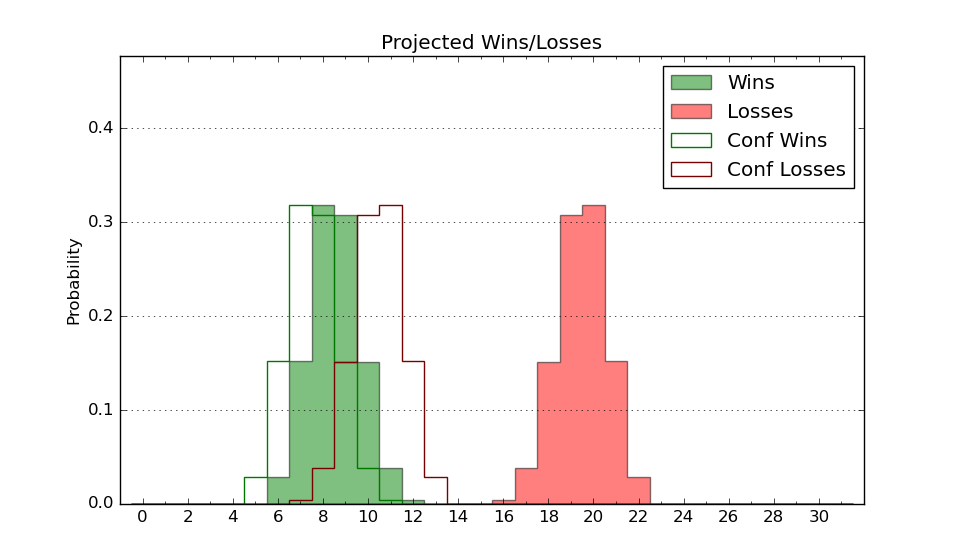 Projected Wins/Losses
Wins
Losses
Conf Wins
Conf Losses
Probability
0.4
0.3
0.2
0.1
0.0
0 2 4 6 8 10 12 14 16 18 20 22 24 26 28 30